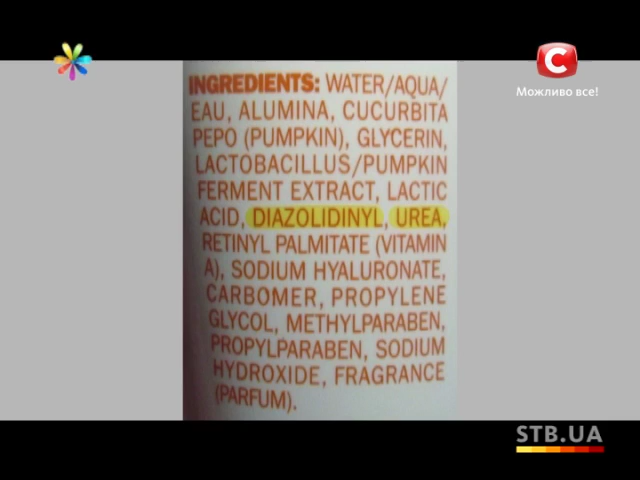 С
Можливо все!
INGREDIENTS: WATER/AQUA/
EAU, ALUMINA, CUCURBITA
PEPO (PUMPKIN), GLYCERIN,
LACTOBACILLUS/PUMPKIN
FERMENT EXTRACT, LACTIC
ACID, DIAZOLIDINYL, UREA,
RETINYL PALMITATE (VITAMIN
A), SODIUM HYALURONATE,
CARBOMER, PROPYLENE
GLYCOL, METHYLPARABEN,
PROPYLPARABEN, SODIUM
HYDROXIDE, FRAGRANCE
(PARFUM).
STB.UA